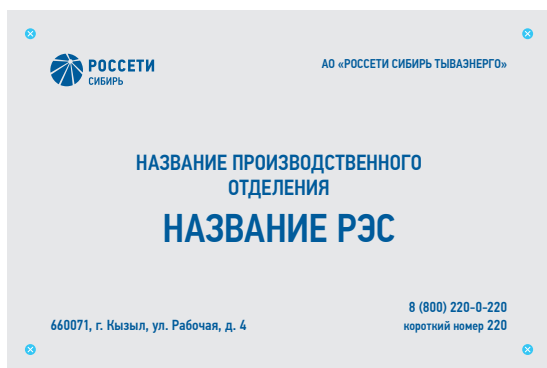 РОССЕТИ
СИБИРЬ
АО «РОССЕТИ СИБИРЬ ТЫВАЭНЕРГО»
НАЗВАНИЕ ПРОИЗВОДСТВЕННОГО
ОТДЕЛЕНИЯ
НАЗВАНИЕ РЭС
660071, г. Кызыл, ул. Рабочая, д. 4
8 (800) 220-0-220
короткий номер 220